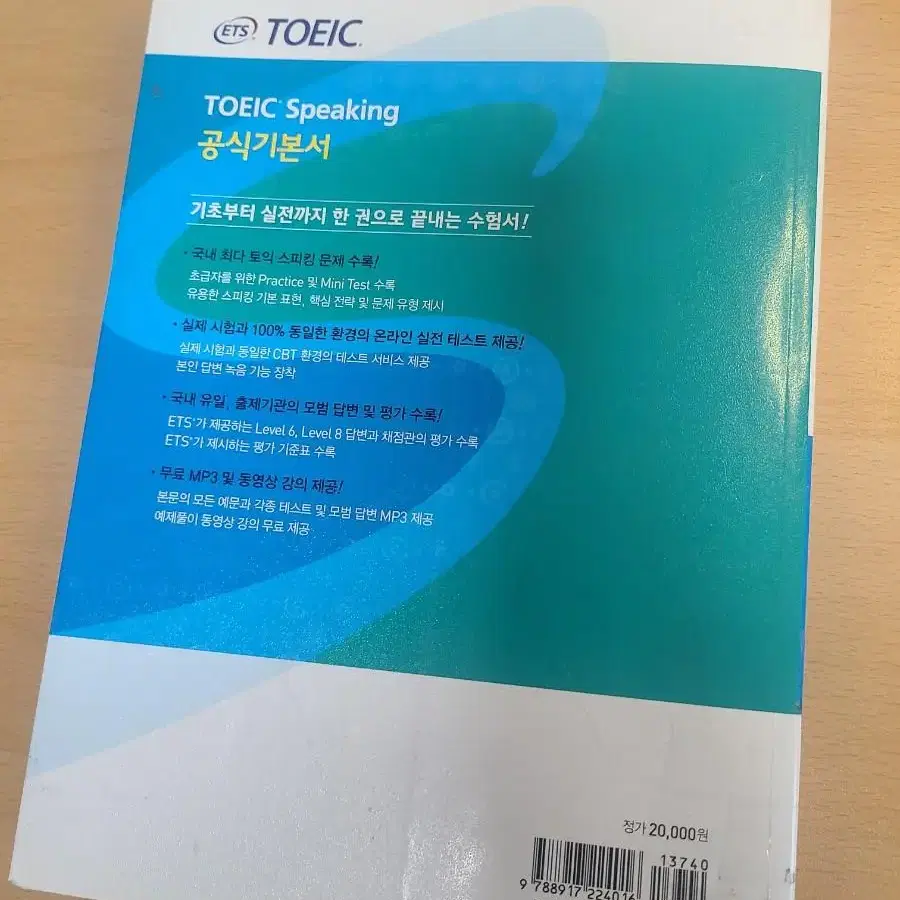 ETS TOEIC
TOEIC Speaking
공식기본서
기초부터 실전까지 한 권으로 끝내는 수험서!
· 국내 최다 토익 스피킹 문제 수록!
초급자를 위한 Practice 및 Mini Test 수록
유용한 스피킹 기본 표현, 핵심 전략 및 문제 유형 제시
· 실제 시험과 100% 동일한 환경의 온라인 실전 테스트 제공!
실제 시험과 동일한 CBT 환경의 테스트 서비스 제공
본인 답변 녹음 기능 장착
· 국내 유일, 출제기관의 모범 답변 및 평가 수록!
ETS®가 제공하는 Level 6, Level 8 답변과 채점관의 평가 수록
ETS®가 제시하는 평가 기준표 수록
· 무료 MP3 및 동영상 강의 제공!
본문의 모든 예문과 각종 테스트 및 모범 답변 MP3 제공
예제풀이 동영상 강의 무료 제공
정가 20,000원
13740
9 788917 224016